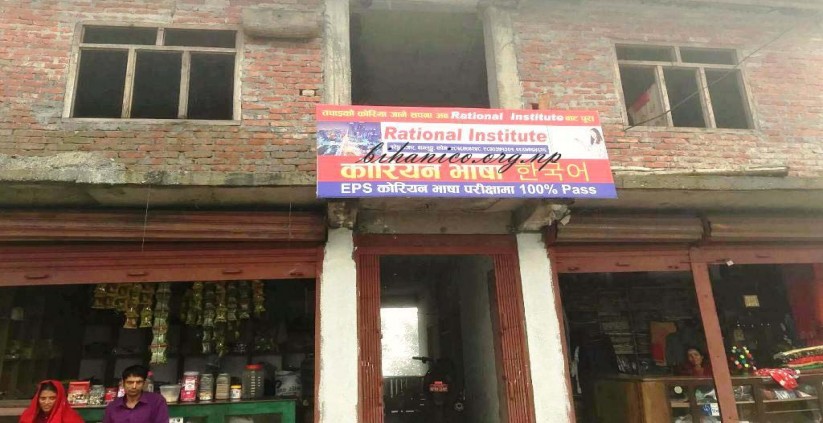 तपाइको कोरिया जाने सपना अब Rational Institute बाट पुरा
Rational Institute
bihanico.org.np
कोरियन भाषा 한국어
EPS कोरियन भाषा परीक्षामा 100% Pass